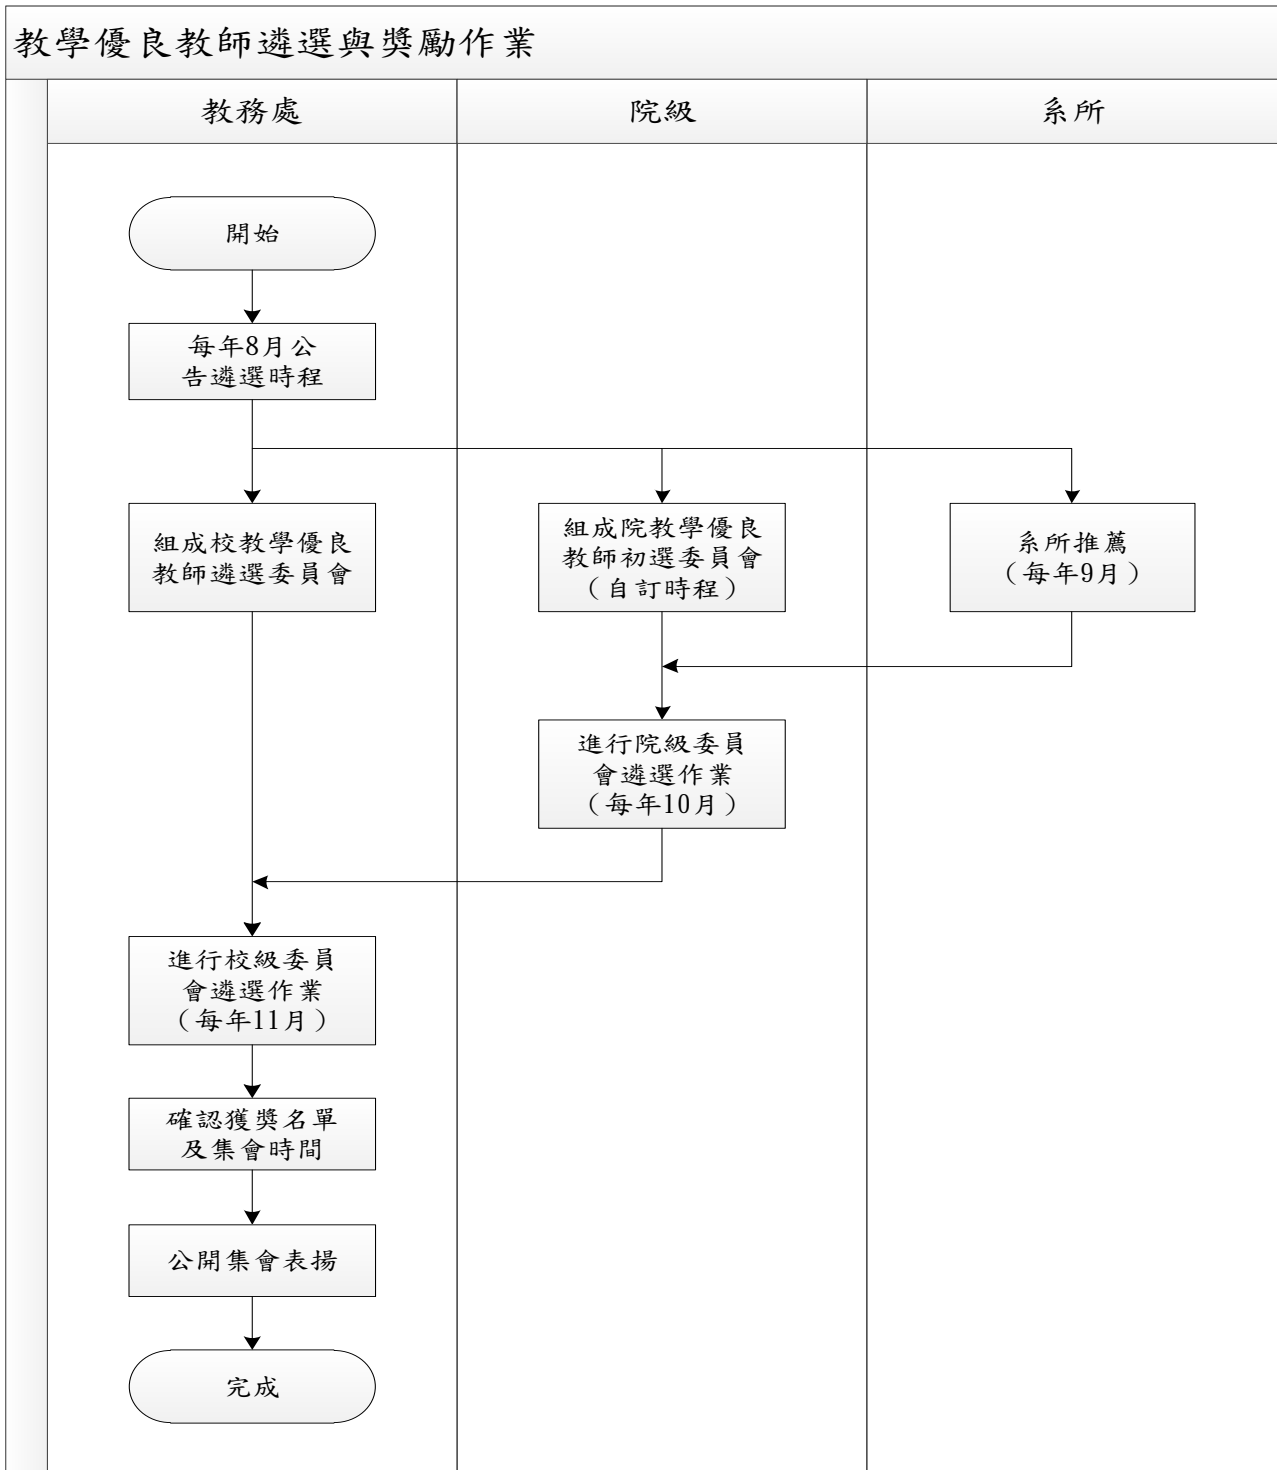 教學優良教師遴選與獎勵作業
教務處
院級
系所
開始
每年8月公
告遴選時程
組成校教學優良
教師遴選委員會
組成院教學優良
教師初選委員會
（自訂時程）
系所推薦
（每年9月）
進行院級委員
會遴選作業
（每年10月）
進行校級委員
會遴選作業
（每年11月）
確認獲獎名單
及集會時間
公開集會表揚
完成